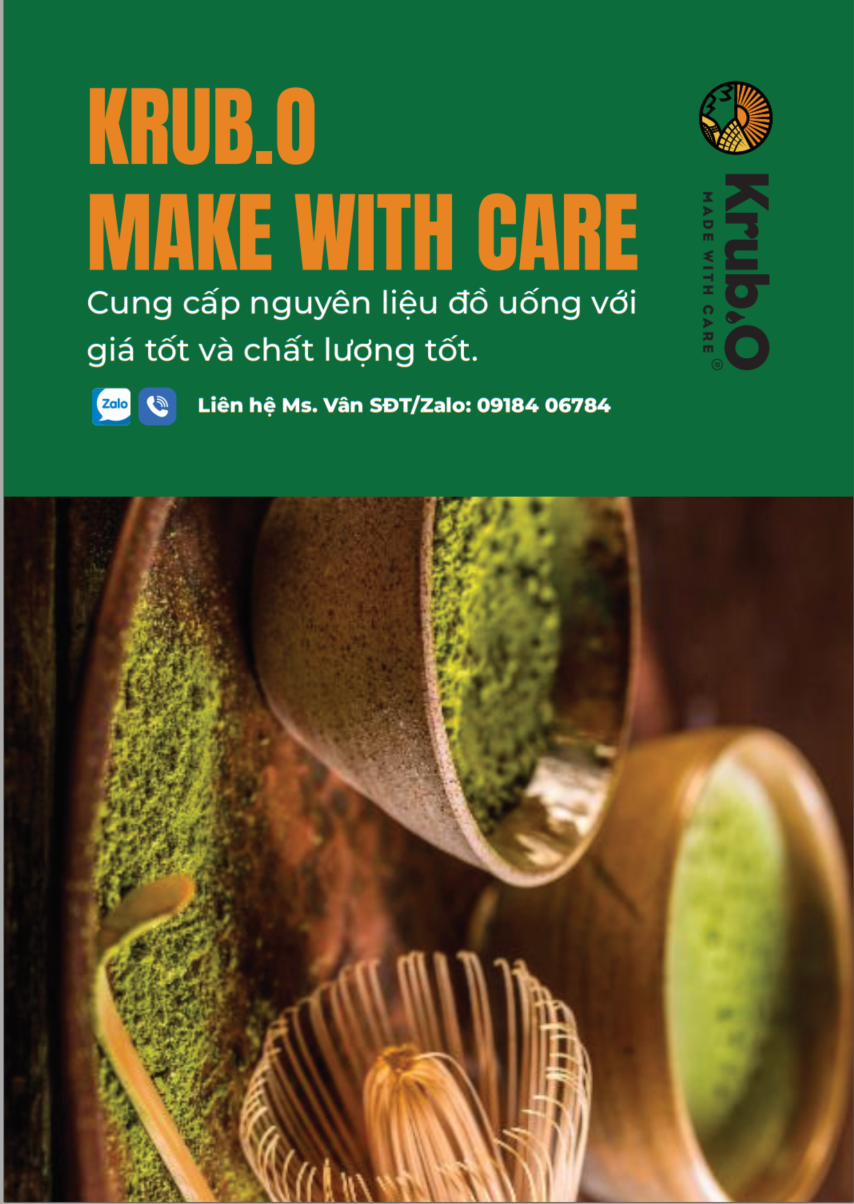 KRUB.O
MAKE WITH CARE
Cung cấp nguyên liệu đồ uống với
giá tốt và chất lượng tốt.
Zalo
Liên hệ Ms. Vân SĐT/Zalo: 09184 06784
Krub.O
MADE WITH CARE
®